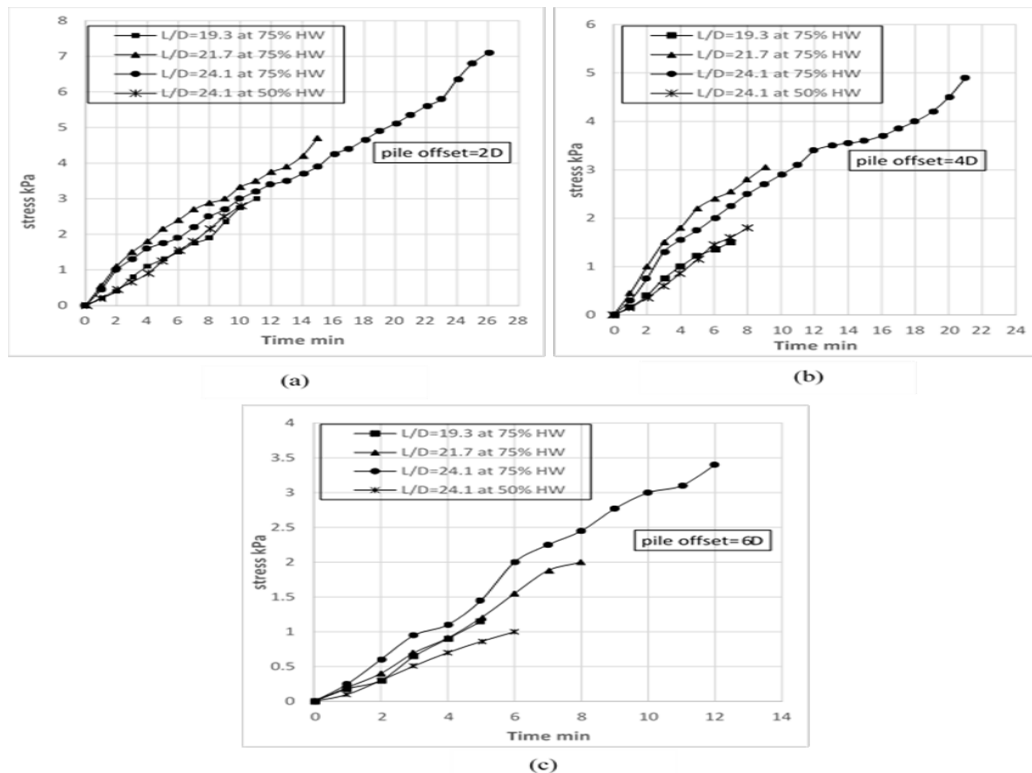 (a)
8
7
6
5
4
3
2
1
0
stress kPa
L/D=19.3 at 75% HW
L/D=21.7 at 75% HW
L/D=24.1 at 75% HW
L/D=24.1 at 50% HW
pile offset=2D
0 2 4 6 8 10 12 14 16 18 20 22 24 26 28
Time min
6
5
4
3
2
1
0
stress kPa
L/D=19.3 at 75% HW
L/D=21.7 at 75% HW
L/D=24.1 at 75% HW
L/D=24.1 at 50% HW
pile offset=4D
0 2 4 6 8 10 12 14 16 18 20 22 24
Time min
(b)
4
3.5
3
2.5
2
1.5
1
0.5
0
stress kPa
L/D=19.3 at 75% HW
L/D=21.7 at 75% HW
L/D=24.1 at 75% HW
L/D=24.1 at 50% HW
pile offset=6D
0 2 4 6 8 10 12 14
Time min
(c)